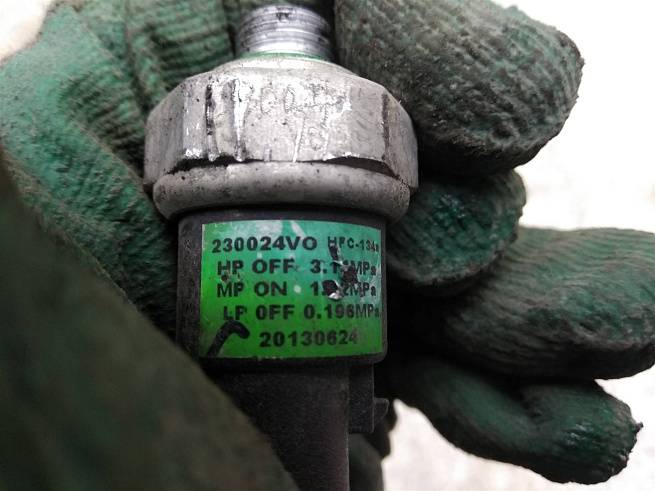 230024VO HFC-134a
HP OFF
MP ON
LP OFF 0.196MPa
20130624